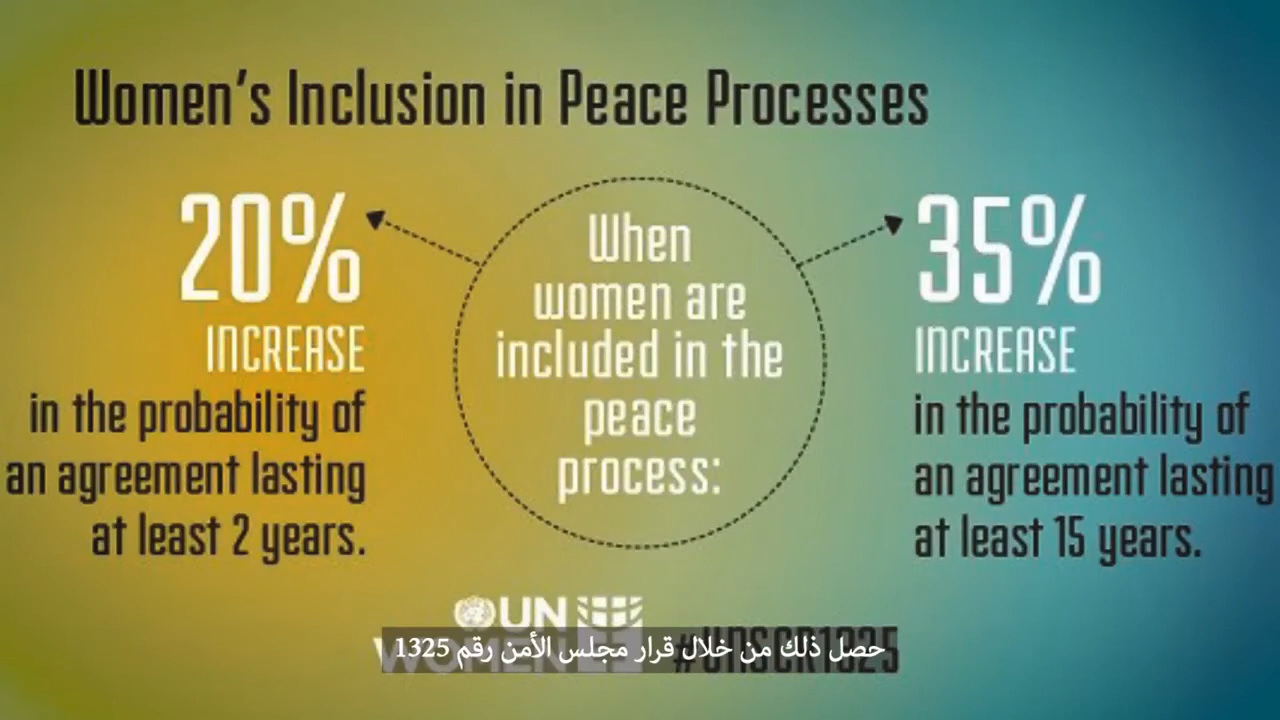 Women's Inclusion in Peace Processes
20%
INCREASE
in the probability of
an agreement lasting
at least 2 years.
When
women are
included in the
peace
process:
35%
INCREASE
in the probability of
an agreement lasting
at least 15 years.
UN
WOMEN
#UNSCR1325
حصل ذلك من خلال قرار مجلس الأمن رقم 1325